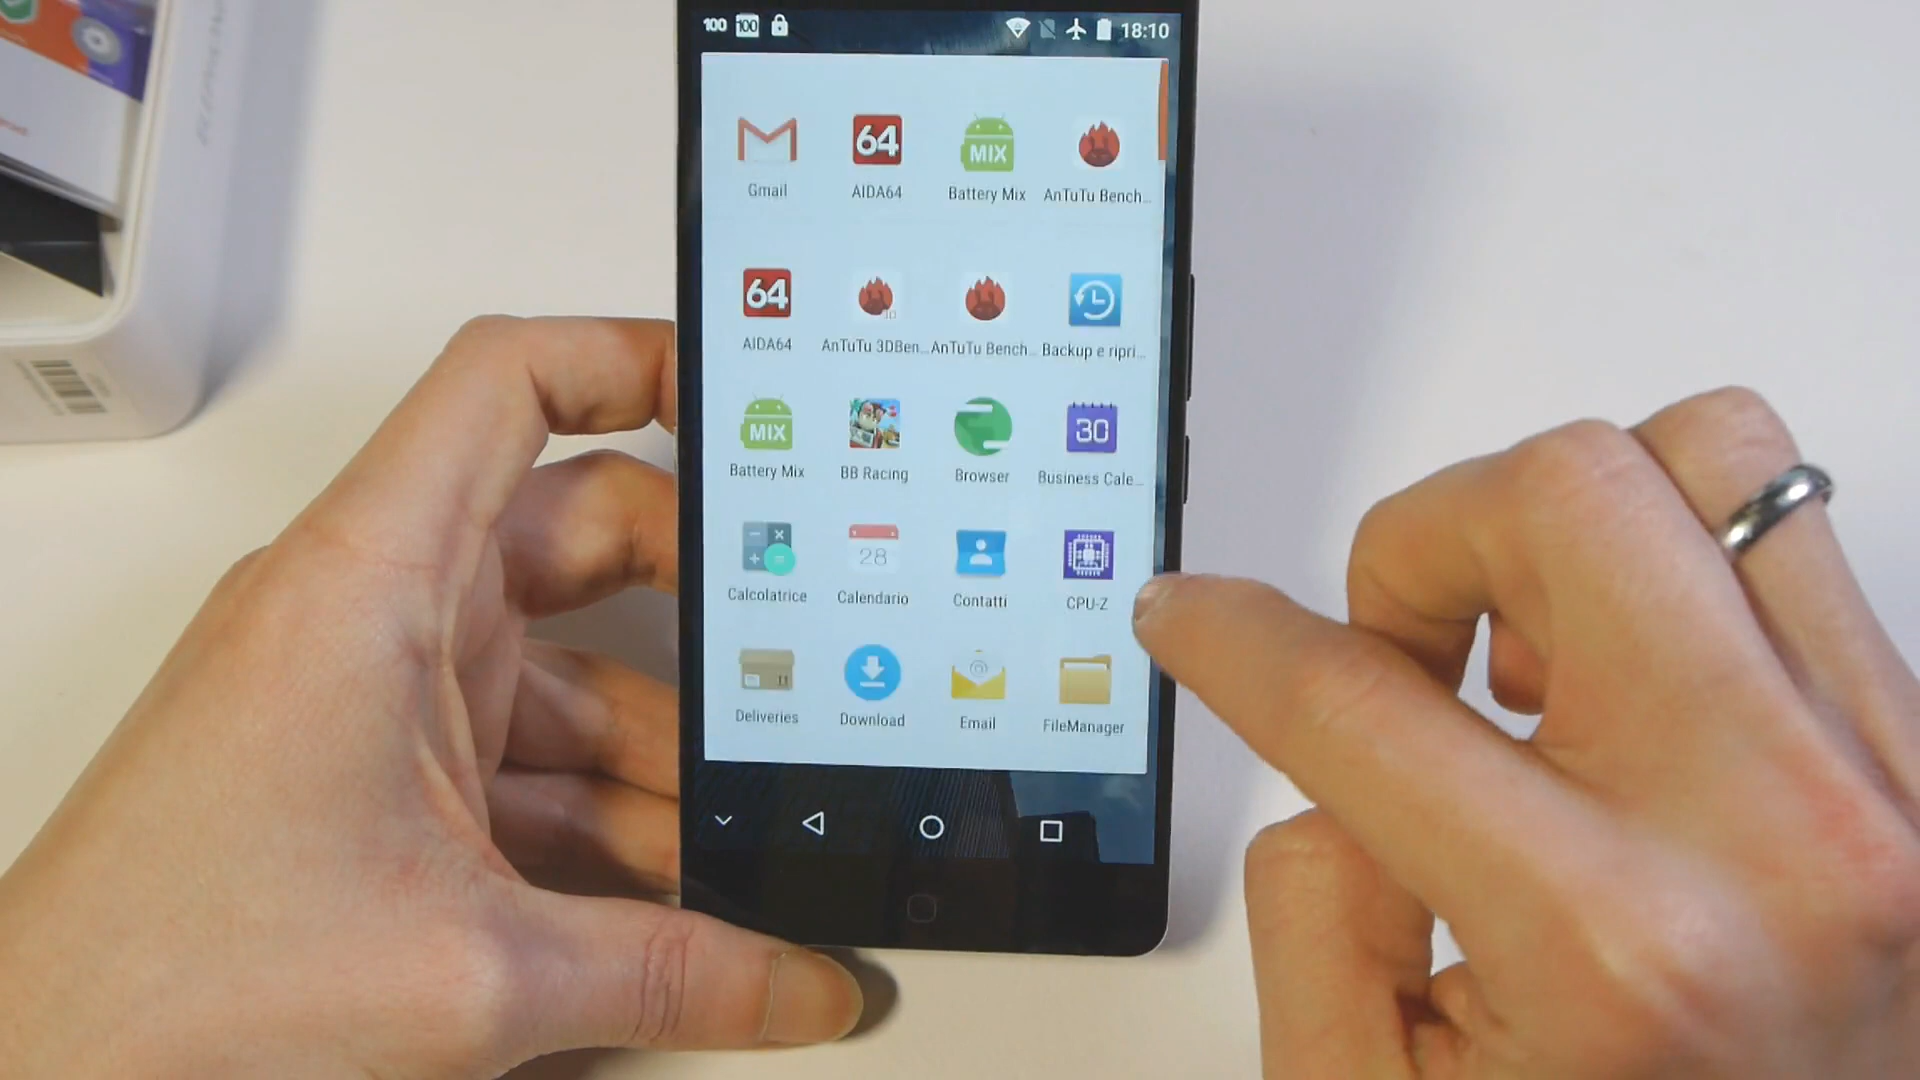 100 100 18:10
Gmail AIDA64 Battery Mix AnTuTu Bench...
64 MIX
AIDA64 AnTuTu 3DBen... AnTuTu Bench... Backup e ripri...
64 3D
Battery Mix BB Racing Browser Business Cale...
MIX 30
Calcolatrice Calendario Contatti CPU-Z
28
Deliveries Download Email FileManager